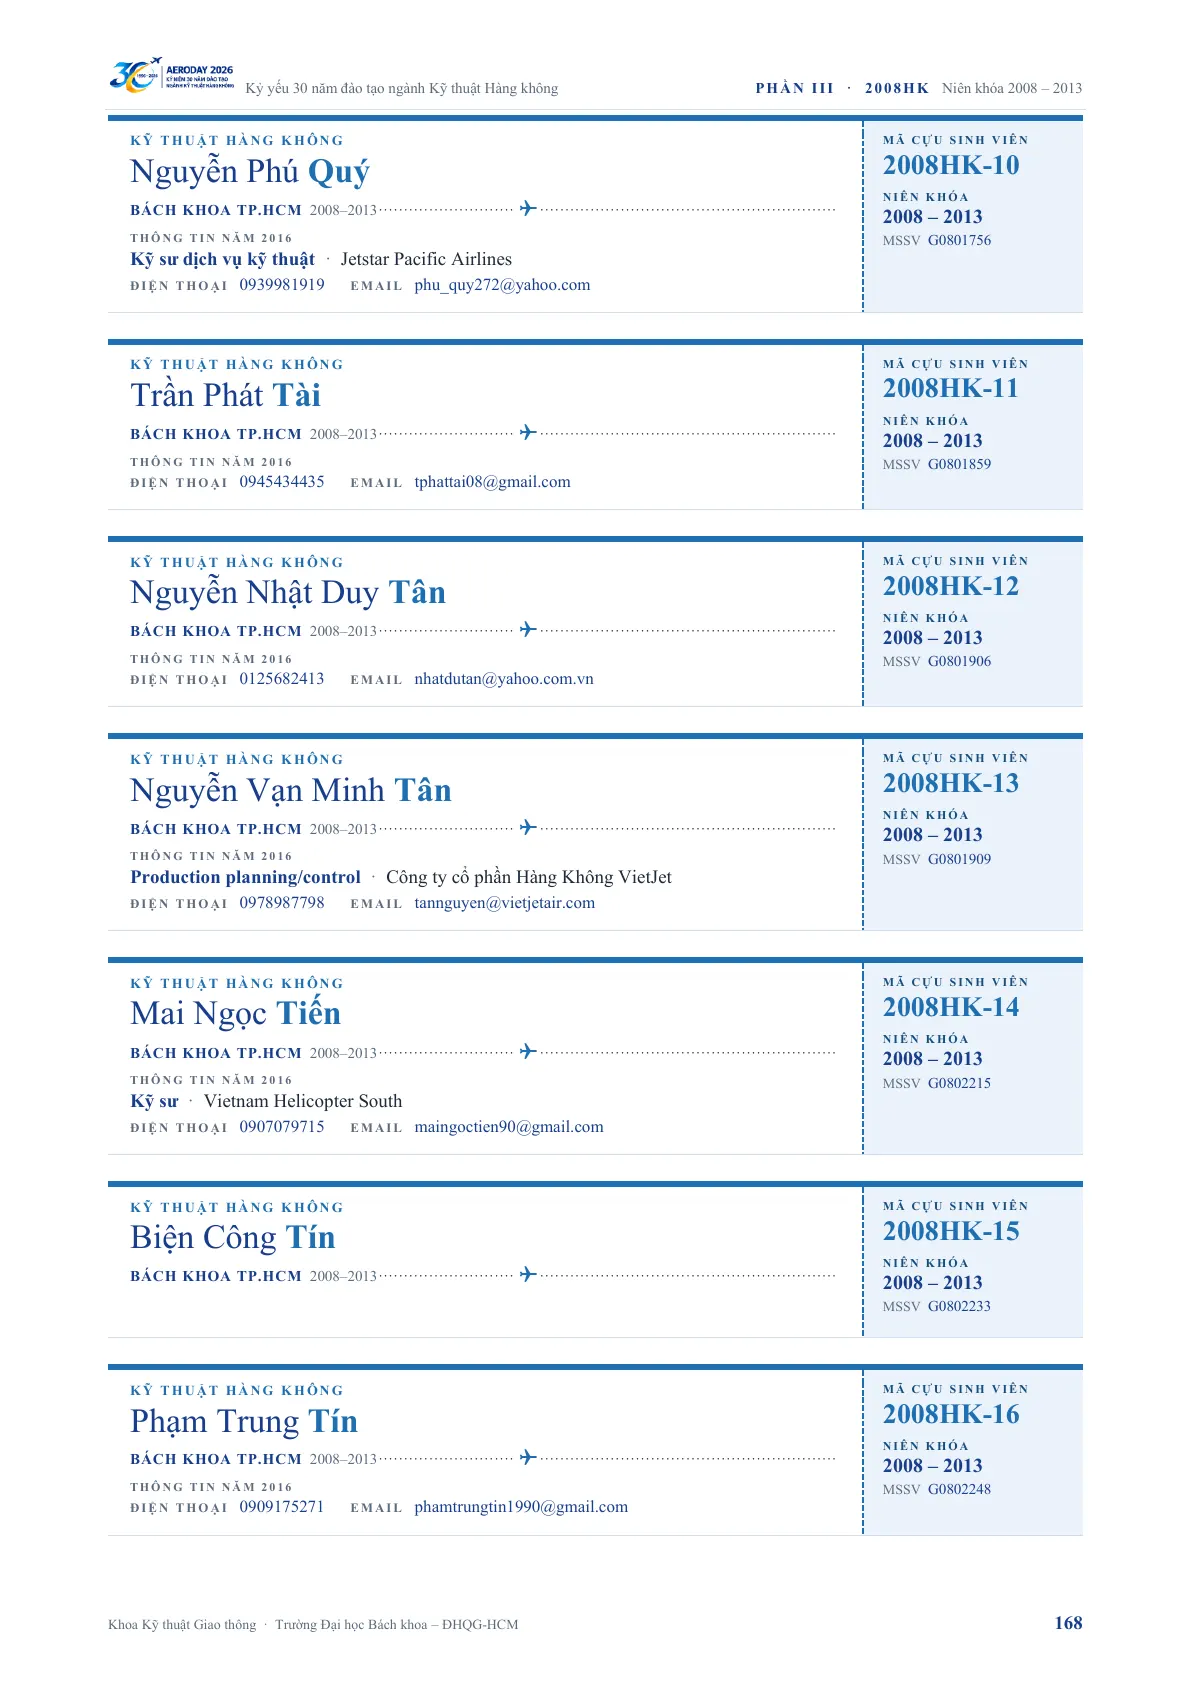 AERODAY 2026
KỶ NIỆM 30 NĂM ĐÀO TẠO
NGÀNH KỸ THUẬT HÀNG KHÔNG
Kỷ yếu 30 năm đào tạo ngành Kỹ thuật Hàng không
PHẦN III · 2008HK Niên khóa 2008 – 2013
KỸ THUẬT HÀNG KHÔNG
Nguyễn Phú Quý
BÁCH KHOA TP.HCM 2008–2013
THÔNG TIN NĂM 2016
Kỹ sư dịch vụ kỹ thuật · Jetstar Pacific Airlines
ĐIỆN THOẠI 0939981919 EMAIL phu_quy272@yahoo.com
MÃ CỰU SINH VIÊN
2008HK-10
NIÊN KHÓA
2008 – 2013
MSSV G0801756
KỸ THUẬT HÀNG KHÔNG
Trần Phát Tài
BÁCH KHOA TP.HCM 2008–2013
THÔNG TIN NĂM 2016
ĐIỆN THOẠI 0945434435 EMAIL tphattai08@gmail.com
MÃ CỰU SINH VIÊN
2008HK-11
NIÊN KHÓA
2008 – 2013
MSSV G0801859
KỸ THUẬT HÀNG KHÔNG
Nguyễn Nhật Duy Tân
BÁCH KHOA TP.HCM 2008–2013
THÔNG TIN NĂM 2016
ĐIỆN THOẠI 0125682413 EMAIL nhatdutan@yahoo.com.vn
MÃ CỰU SINH VIÊN
2008HK-12
NIÊN KHÓA
2008 – 2013
MSSV G0801906
KỸ THUẬT HÀNG KHÔNG
Nguyễn Vạn Minh Tân
BÁCH KHOA TP.HCM 2008–2013
THÔNG TIN NĂM 2016
Production planning/control · Công ty cổ phần Hàng Không VietJet
ĐIỆN THOẠI 0978987798 EMAIL tannguyen@vietjetair.com
MÃ CỰU SINH VIÊN
2008HK-13
NIÊN KHÓA
2008 – 2013
MSSV G0801909
KỸ THUẬT HÀNG KHÔNG
Mai Ngọc Tiến
BÁCH KHOA TP.HCM 2008–2013
THÔNG TIN NĂM 2016
Kỹ sư · Vietnam Helicopter South
ĐIỆN THOẠI 0907079715 EMAIL maingoctien90@gmail.com
MÃ CỰU SINH VIÊN
2008HK-14
NIÊN KHÓA
2008 – 2013
MSSV G0802215
KỸ THUẬT HÀNG KHÔNG
Biện Công Tín
BÁCH KHOA TP.HCM 2008–2013
MÃ CỰU SINH VIÊN
2008HK-15
NIÊN KHÓA
2008 – 2013
MSSV G0802233
KỸ THUẬT HÀNG KHÔNG
Phạm Trung Tín
BÁCH KHOA TP.HCM 2008–2013
THÔNG TIN NĂM 2016
ĐIỆN THOẠI 0909175271 EMAIL phamtrungtin1990@gmail.com
MÃ CỰU SINH VIÊN
2008HK-16
NIÊN KHÓA
2008 – 2013
MSSV G0802248
Khoa Kỹ thuật Giao thông · Trường Đại học Bách khoa – ĐHQG-HCM
168